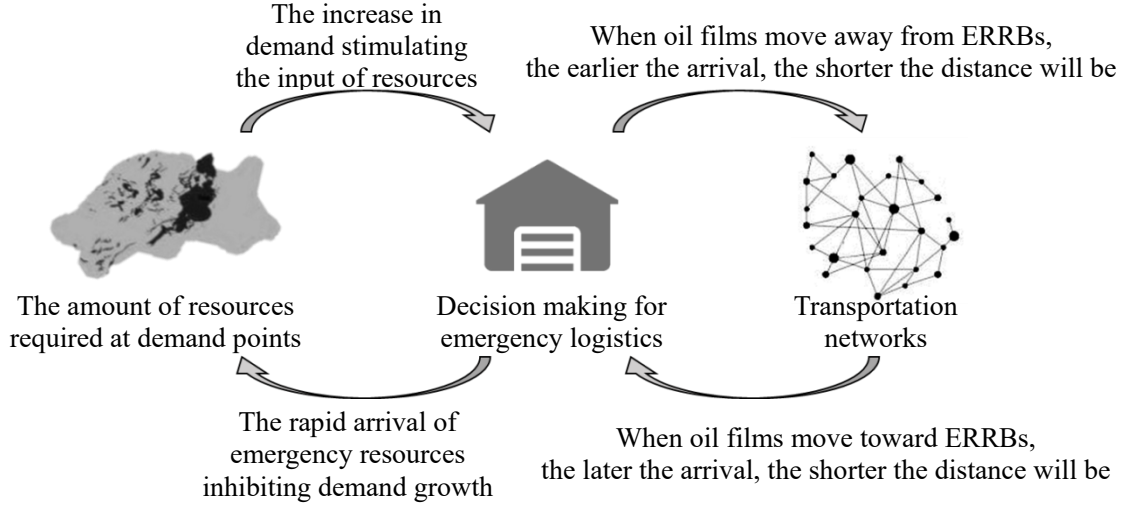 The increase in
demand stimulating
the input of resources
When oil films move away from ERRBs,
the earlier the arrival, the shorter the distance will be
The amount of resources
required at demand points
Decision making for
emergency logistics
Transportation
networks
The rapid arrival of
emergency resources
inhibiting demand growth
When oil films move toward ERRBs,
the later the arrival, the shorter the distance will be